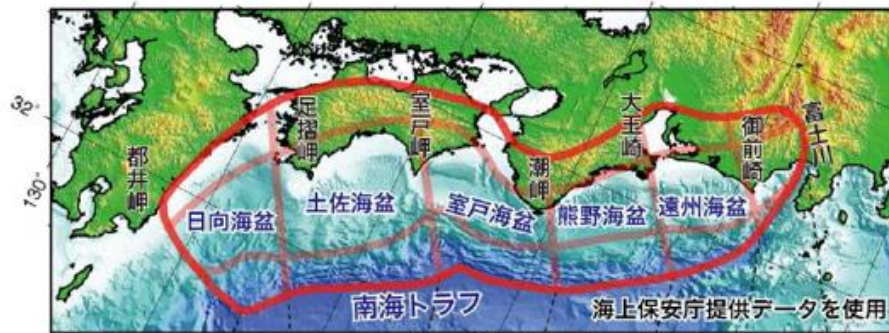 32°
130°
都井岬
足摺岬
室戸岬
潮岬
大王崎
御前崎
富士川
日向海盆
土佐海盆
室戸海盆
熊野海盆
遠州海盆
南海トラフ
海上保安庁提供データを使用